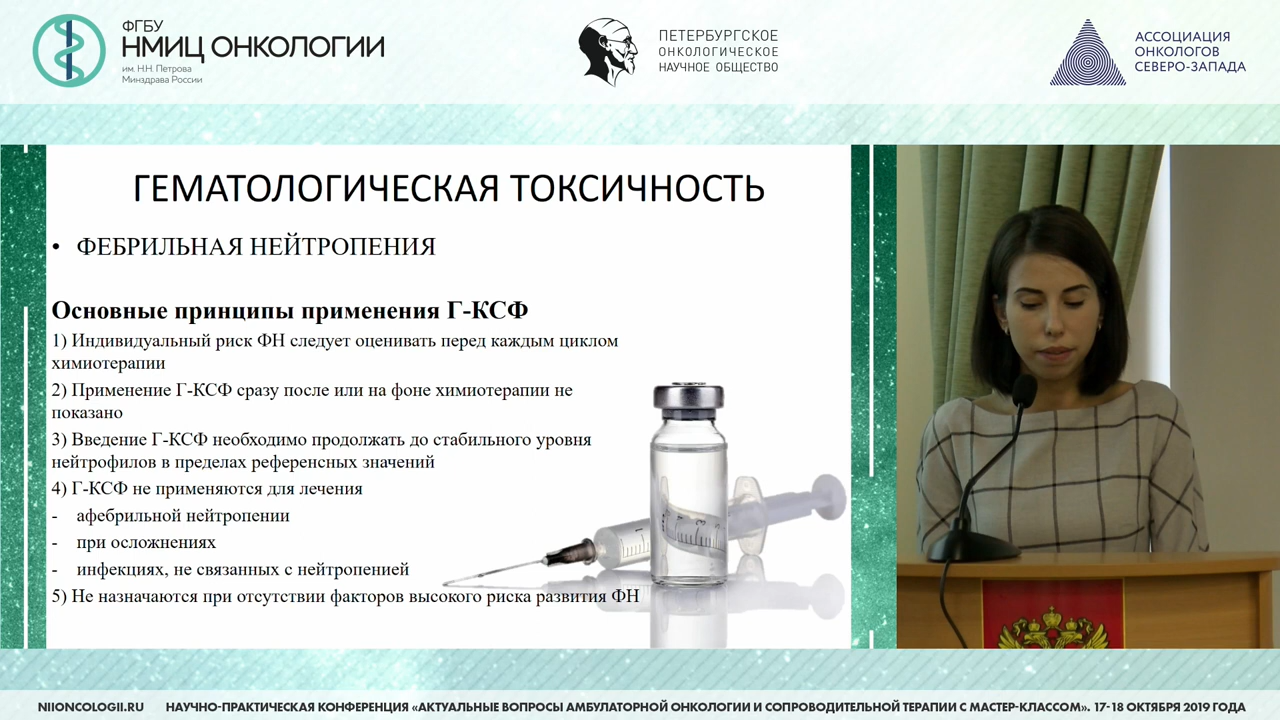 ФГБУ
НМИЦ ОНКОЛОГИИ
им. Н.Н. Петрова
Минздрава России
ПЕТЕРБУРГСКОЕ
ОНКОЛОГИЧЕСКОЕ
НАУЧНОЕ ОБЩЕСТВО
АССОЦИАЦИЯ
ОНКОЛОГОВ
СЕВЕРО-ЗАПАДА
ГЕМАТОЛОГИЧЕСКАЯ ТОКСИЧНОСТЬ
• ФЕБРИЛЬНАЯ НЕЙТРОПЕНИЯ
Основные принципы применения Г-КСФ
1) Индивидуальный риск ФН следует оценивать перед каждым циклом
химиотерапии
2) Применение Г-КСФ сразу после или на фоне химиотерапии не
показано
3) Введение Г-КСФ необходимо продолжать до стабильного уровня
нейтрофилов в пределах референсных значений
4) Г-КСФ не применяются для лечения
- афебрильной нейтропении
- при осложнениях
- инфекциях, не связанных с нейтропенией
5) Не назначаются при отсутствии факторов высокого риска развития ФН
NIIONCOLOGII.RU НАУЧНО-ПРАКТИЧЕСКАЯ КОНФЕРЕНЦИЯ «АКТУАЛЬНЫЕ ВОПРОСЫ АМБУЛАТОРНОЙ ОНКОЛОГИИ И СОПРОВОДИТЕЛЬНОЙ ТЕРАПИИ С МАСТЕР-КЛАССОМ». 17-18 ОКТЯБРЯ 2019 ГОДА